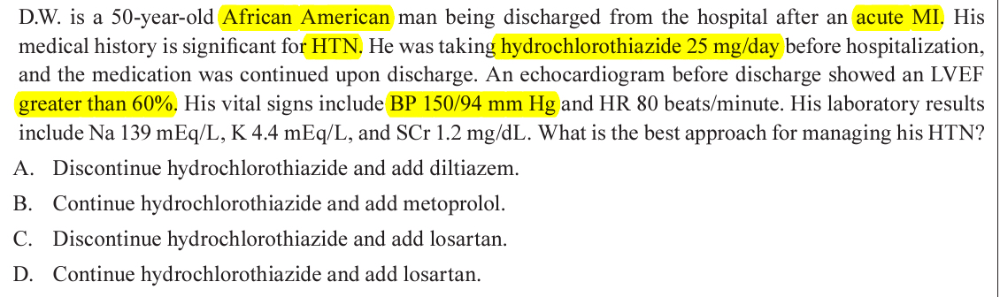 D.W. is a 50-year-old African American man being discharged from the hospital after an acute MI. His
medical history is significant for HTN. He was taking hydrochlorothiazide 25 mg/day before hospitalization,
and the medication was continued upon discharge. An echocardiogram before discharge showed an LVEF
greater than 60%. His vital signs include BP 150/94 mm Hg and HR 80 beats/minute. His laboratory results
include Na 139 mEq/L, K 4.4 mEq/L, and SCr 1.2 mg/dL. What is the best approach for managing his HTN?
A. Discontinue hydrochlorothiazide and add diltiazem.
B. Continue hydrochlorothiazide and add metoprolol.
C. Discontinue hydrochlorothiazide and add losartan.
D. Continue hydrochlorothiazide and add losartan.